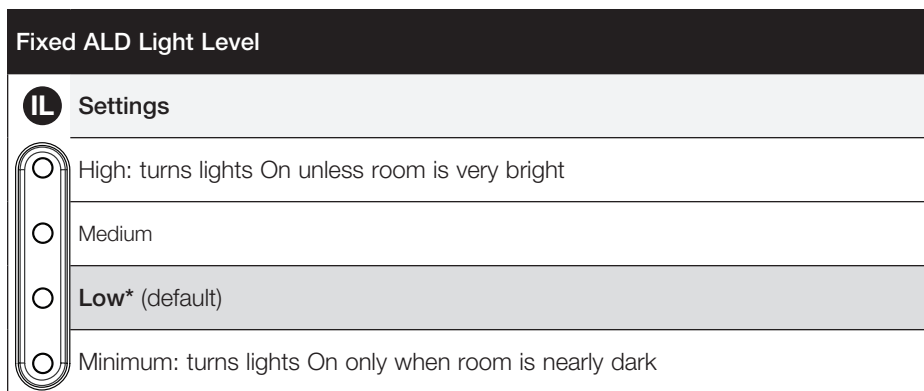 Fixed ALD Light Level
IL Settings
High: turns lights On unless room is very bright
Medium
Low* (default)
Minimum: turns lights On only when room is nearly dark